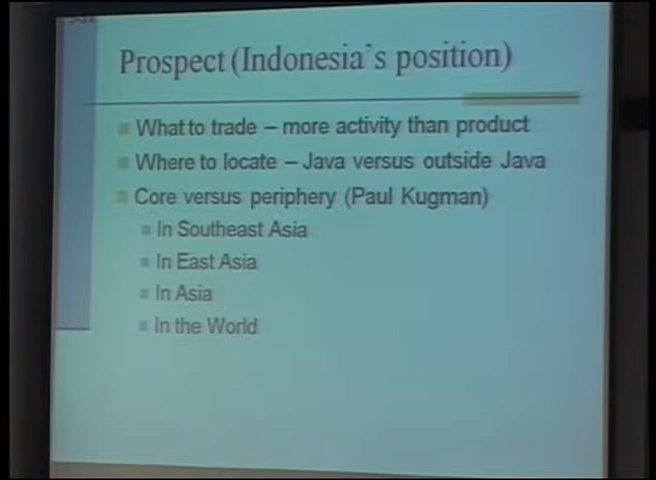 Prospect (Indonesia's position)
What to trade – more activity than product
Where to locate – Java versus outside Java
Core versus periphery (Paul Kugman)
In Southeast Asia
In East Asia
In Asia
In the World